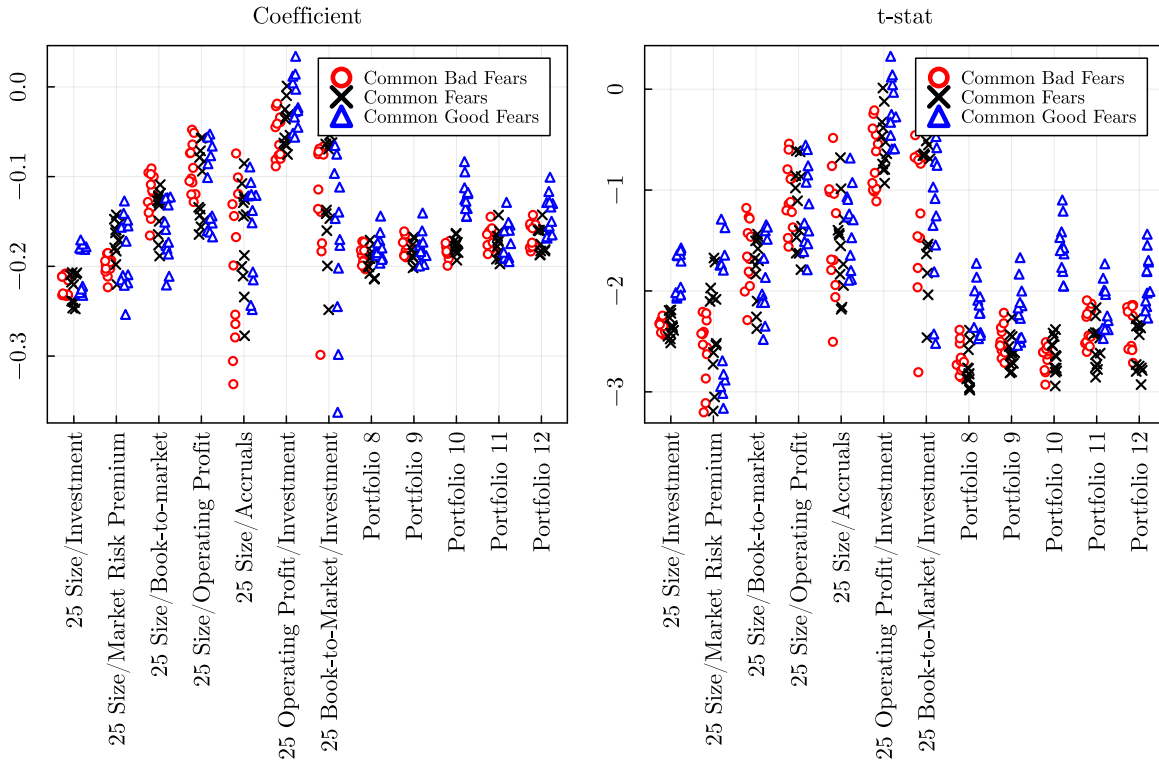 Coefficient
0.0
−0.1
−0.2
−0.3
Common Bad Fears
Common Fears
Common Good Fears
25 Size/Investment
25 Size/Market Risk Premium
25 Size/Book-to-market
25 Size/Operating Profit
25 Size/Accruals
25 Operating Profit/Investment
25 Book-to-Market/Investment
Portfolio 8
Portfolio 9
Portfolio 10
Portfolio 11
Portfolio 12
t-stat
0
−1
−2
−3
Common Bad Fears
Common Fears
Common Good Fears
25 Size/Investment
25 Size/Market Risk Premium
25 Size/Book-to-market
25 Size/Operating Profit
25 Size/Accruals
25 Operating Profit/Investment
25 Book-to-Market/Investment
Portfolio 8
Portfolio 9
Portfolio 10
Portfolio 11
Portfolio 12